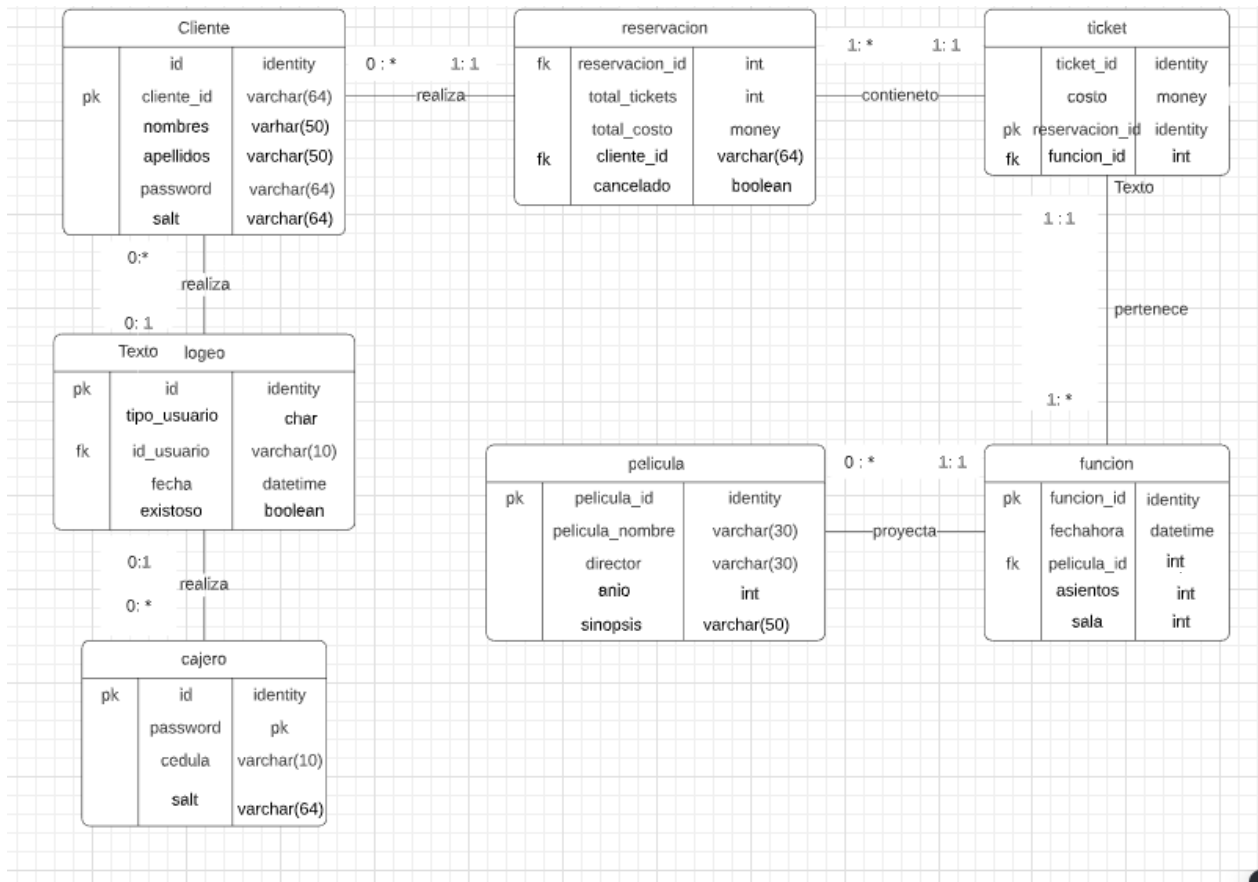 Cliente
id identity
pk cliente_id varchar(64)
nombres varhar(50)
apellidos varchar(50)
password varchar(64)
salt varchar(64)
0 : * 1: 1
realiza
reservacion
fk reservacion_id int
total_tickets int
total_costo money
fk cliente_id varchar(64)
cancelado boolean
1: * 1: 1
contieneto
ticket
ticket_id identity
costo money
pk reservacion_id identity
fk funcion_id int
Texto
1 : 1
pertenece
1: *
0:*
realiza
0: 1
Texto logeo
pk id identity
tipo_usuario char
fk id_usuario varchar(10)
fecha datetime
existoso boolean
0:1
realiza
0: *
cajero
pk id identity
password pk
cedula varchar(10)
salt varchar(64)
pelicula
pk pelicula_id identity
pelicula_nombre varchar(30)
director varchar(30)
anio int
sinopsis varchar(50)
0 : * 1: 1
proyecta
funcion
pk funcion_id identity
fechahora datetime
fk pelicula_id int
asientos int
sala int